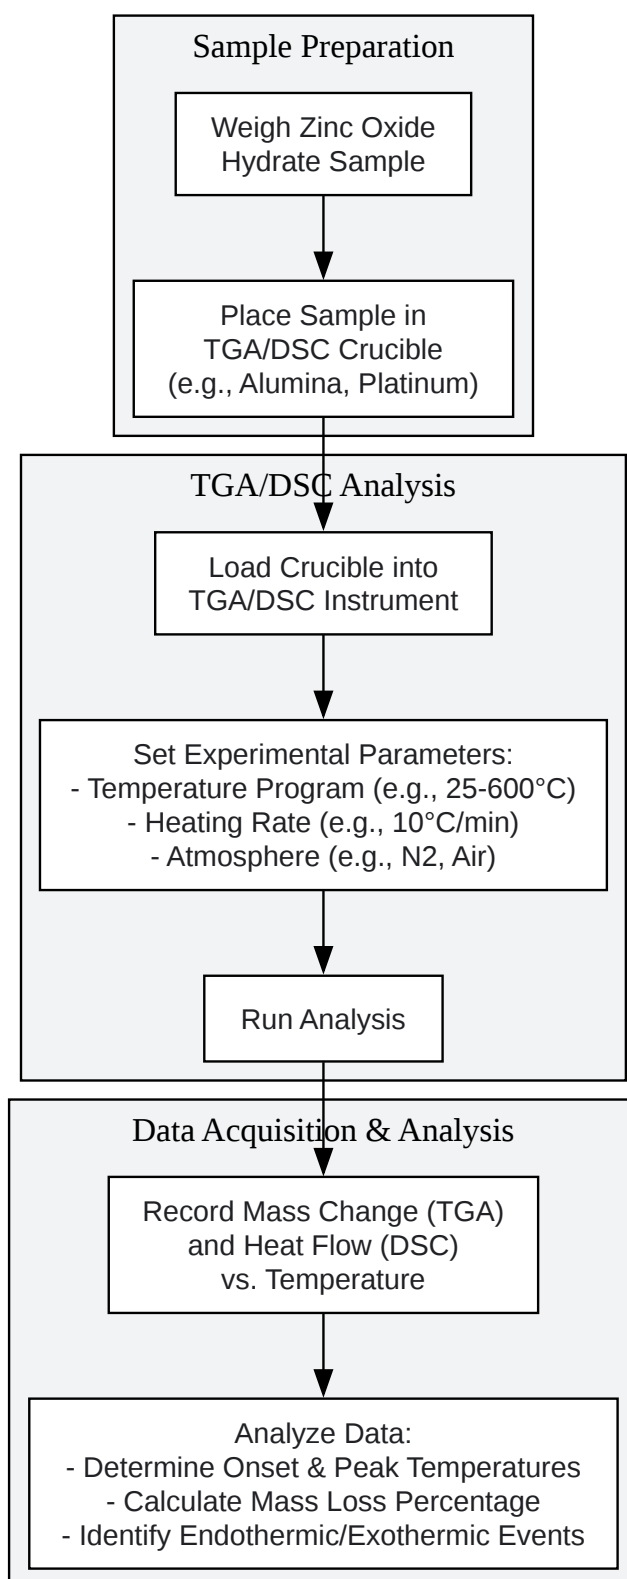 Sample Preparation
Weigh Zinc Oxide
Hydrate Sample
Place Sample in
TGA/DSC Crucible
(e.g., Alumina, Platinum)
TGA/DSC Analysis
Load Crucible into
TGA/DSC Instrument
Set Experimental Parameters:
- Temperature Program (e.g., 25-600°C)
- Heating Rate (e.g., 10°C/min)
- Atmosphere (e.g., N2, Air)
Run Analysis
Data Acquisition & Analysis
Record Mass Change (TGA)
and Heat Flow (DSC)
vs. Temperature
Analyze Data:
- Determine Onset & Peak Temperatures
- Calculate Mass Loss Percentage
- Identify Endothermic/Exothermic Events